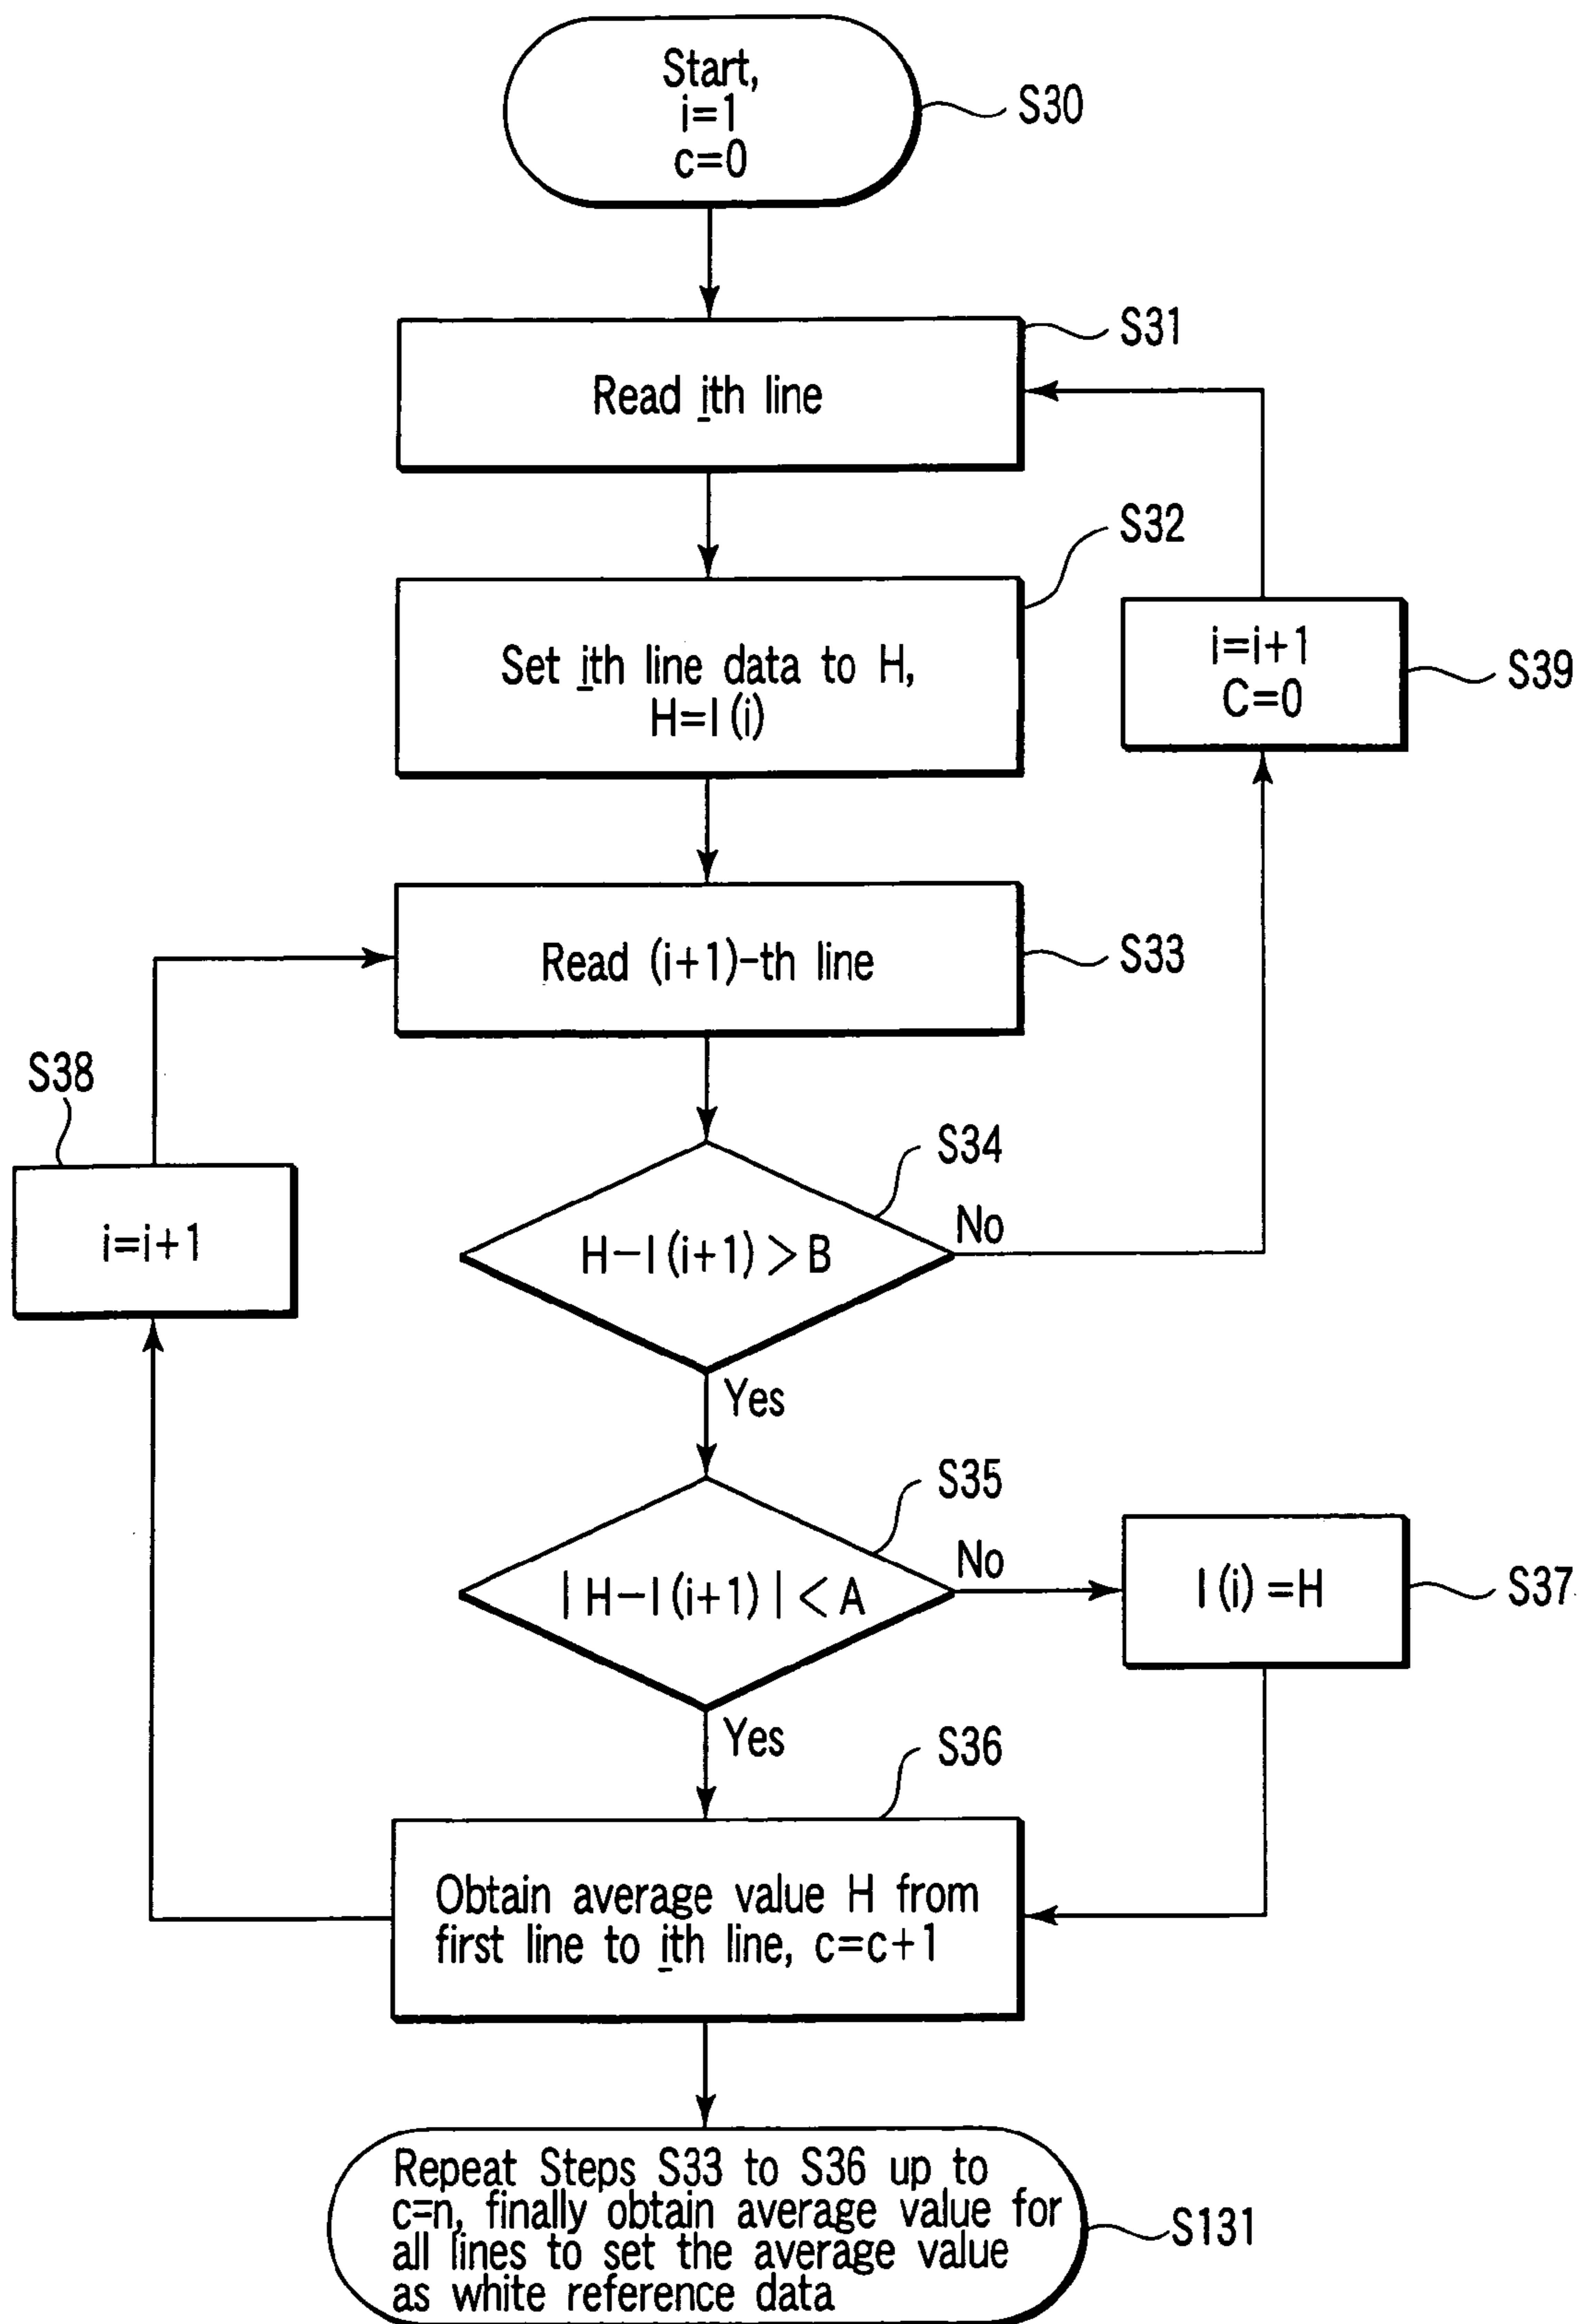 Start,
i=1
c=0
S30
S31
Read ith line
S32
Set ith line data to H,
H=I(i)
i=i+1
C=0
S39
Read (i+1)-th line
S33
S38
i=i+1
S34
H-I(i+1)>B
No
Yes
S35
|H-I(i+1)|<A
No
I(i)=H
S37
Yes
S36
Obtain average value H from
first line to ith line, c=c+1
Repeat Steps S33 to S36 up to
c=n, finally obtain average value for
all lines to set the average value
as white reference data
S131